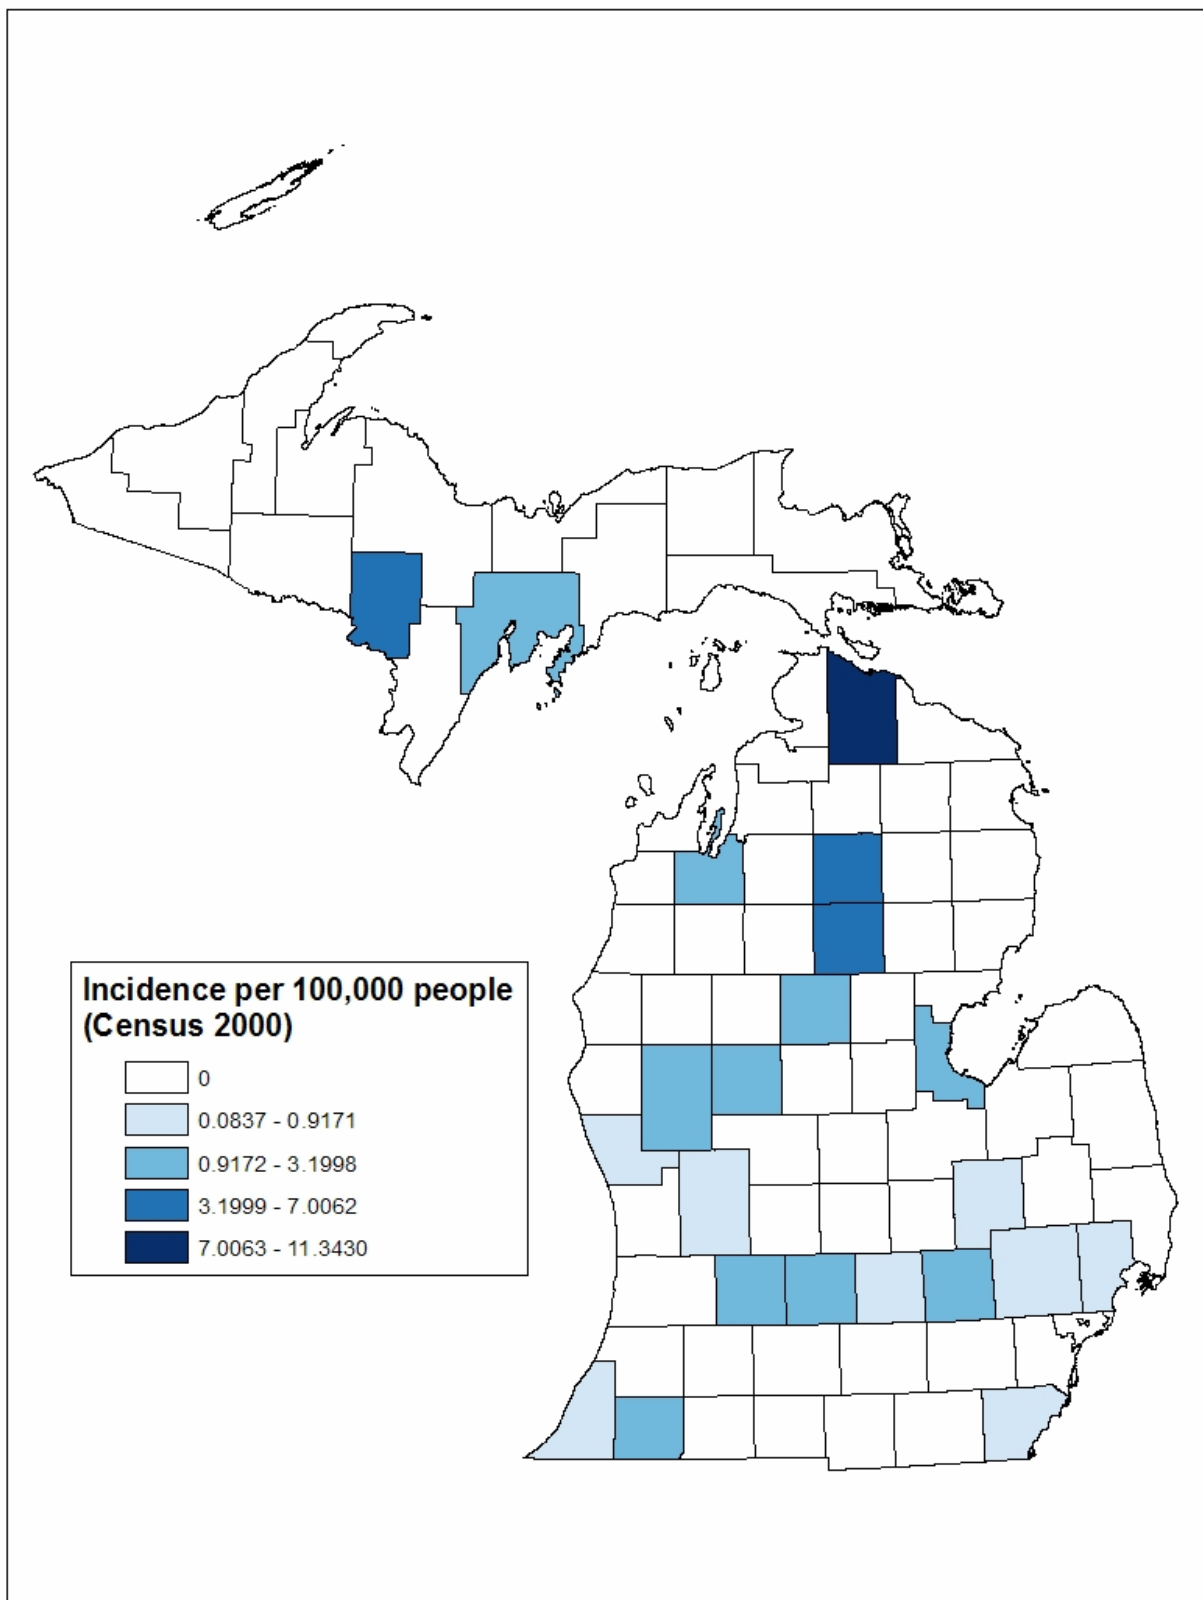 Incidence per 100,000 people
(Census 2000)
0
0.0837 - 0.9171
0.9172 - 3.1998
3.1999 - 7.0062
7.0063 - 11.3430